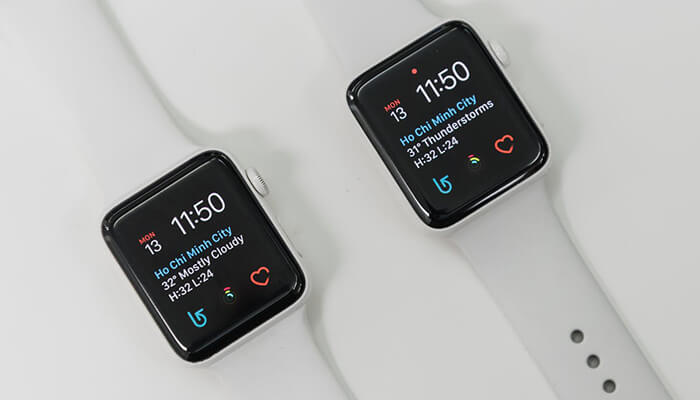 MON
13
11:50
Ho Chi Minh City
32° Mostly Cloudy
H:32 L:24
MON
13
11:50
Ho Chi Minh City
31° Thunderstorms
H:32 L:24